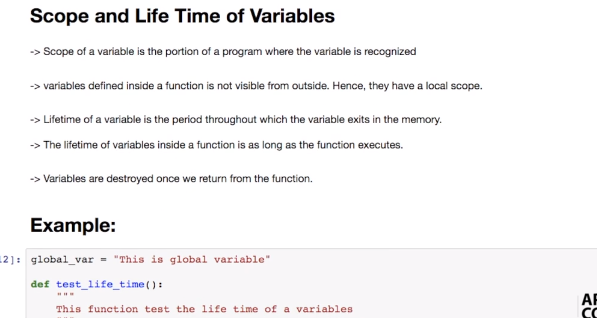 Scope and Life Time of Variables
-> Scope of a variable is the portion of a program where the variable is recognized
-> variables defined inside a function is not visible from outside. Hence, they have a local scope.
-> Lifetime of a variable is the period throughout which the variable exits in the memory.
-> The lifetime of variables inside a function is as long as the function executes.
-> Variables are destroyed once we return from the function.
Example:
12]: global_var = "This is global variable"
def test_life_time():
"""
This function test the life time of a variables
"""